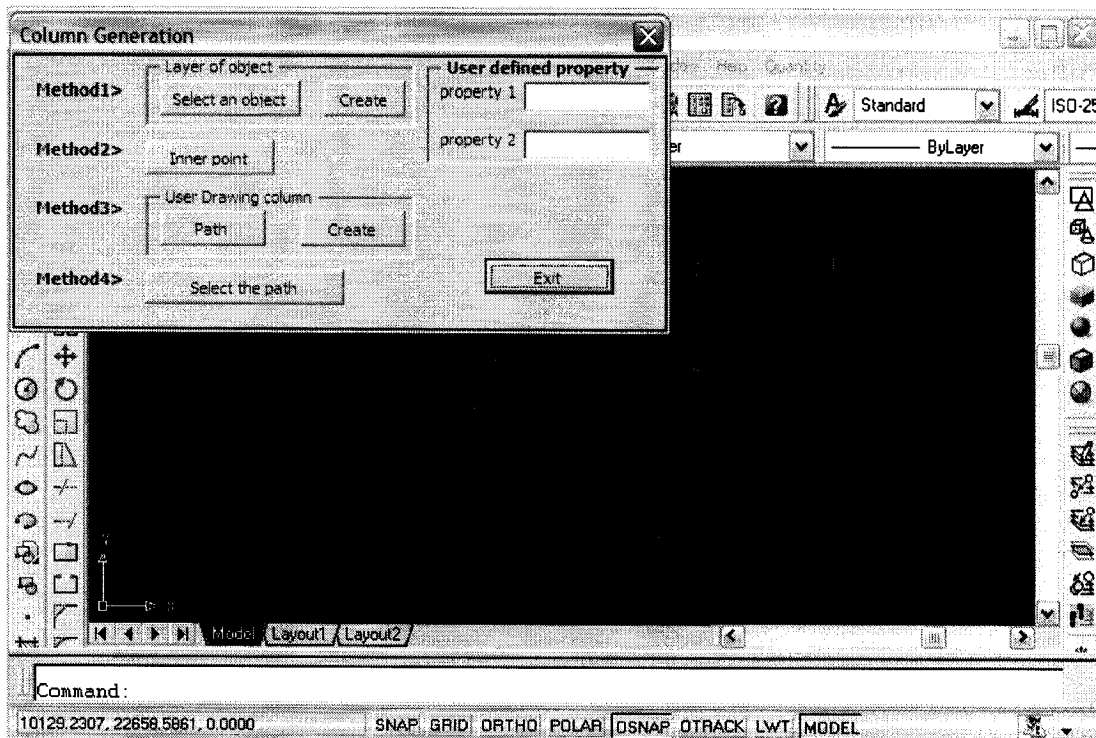 Column Generation
Layer of object
Method1>
Select an object
Create
User defined property
property 1
property 2
Method2>
Inner point
User Drawing column
Method3>
Path
Create
Method4>
Select the path
Exit
Help
Standard
ISO-25
ByLayer
Y
X
Model
Layout1
Layout2
Command:
10129.2307, 22658.5861, 0.0000
SNAP GRID ORTHO POLAR OSNAP OTRACK LWT MODEL